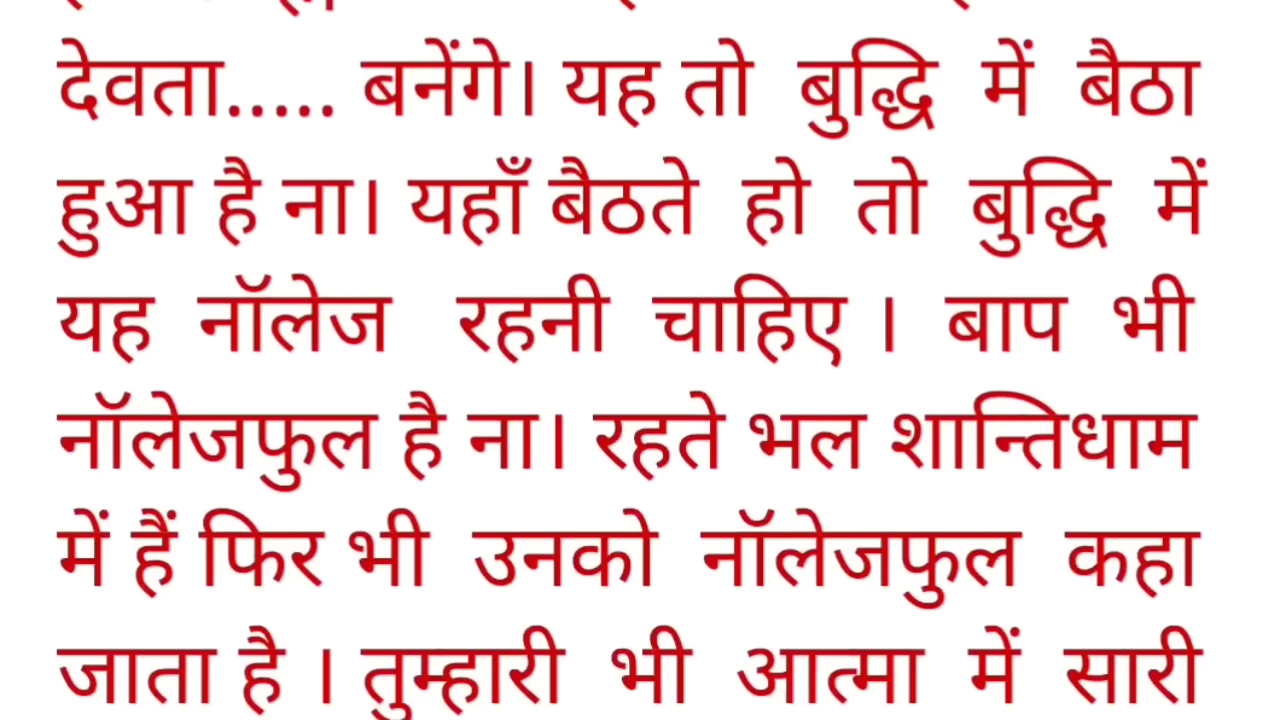 देवता..... बनेंगे। यह तो बुद्धि में बैठा
हुआ है ना। यहाँ बैठते हो तो बुद्धि में
यह नॉलेज रहनी चाहिए । बाप भी
नॉलेजफुल है ना। रहते भल शान्तिधाम
में हैं फिर भी उनको नॉलेजफुल कहा
जाता है । तुम्हारी भी आत्मा में सारी